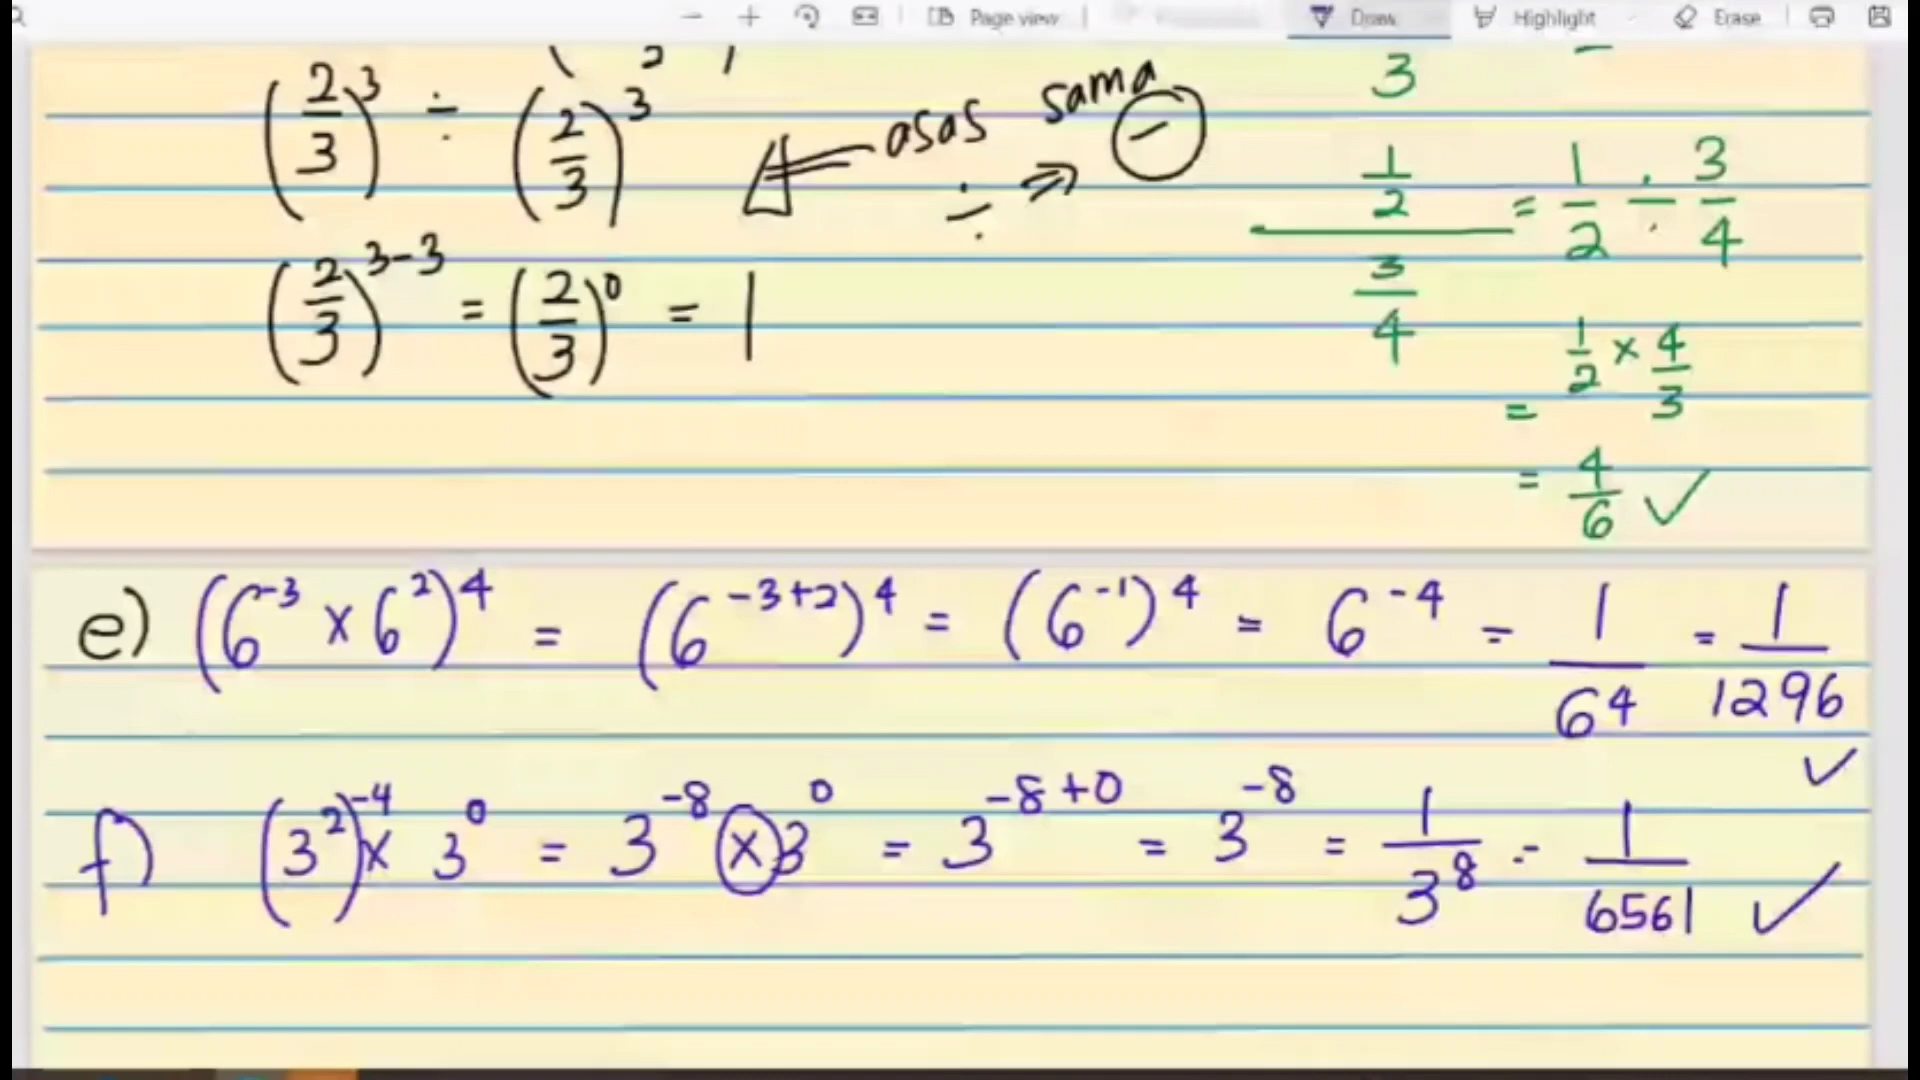 Page view Draw Highlight Erase
(2/3)^3 ÷ (2/3)^3 asas sama
÷ ⇒ ⊖
(2/3)^(3-3) = (2/3)^0 = 1
3
(1/2)/(3/4) = 1/2 ÷ 3/4
= 1/2 × 4/3
= 4/6 ✓
e) (6^-3 × 6^2)^4 = (6^(-3+2))^4 = (6^-1)^4 = 6^-4 = 1/6^4 = 1/1296 ✓
f) (3^2)^-4 × 3^0 = 3^-8 × 3^0 = 3^(-8+0) = 3^-8 = 1/3^8 = 1/6561 ✓